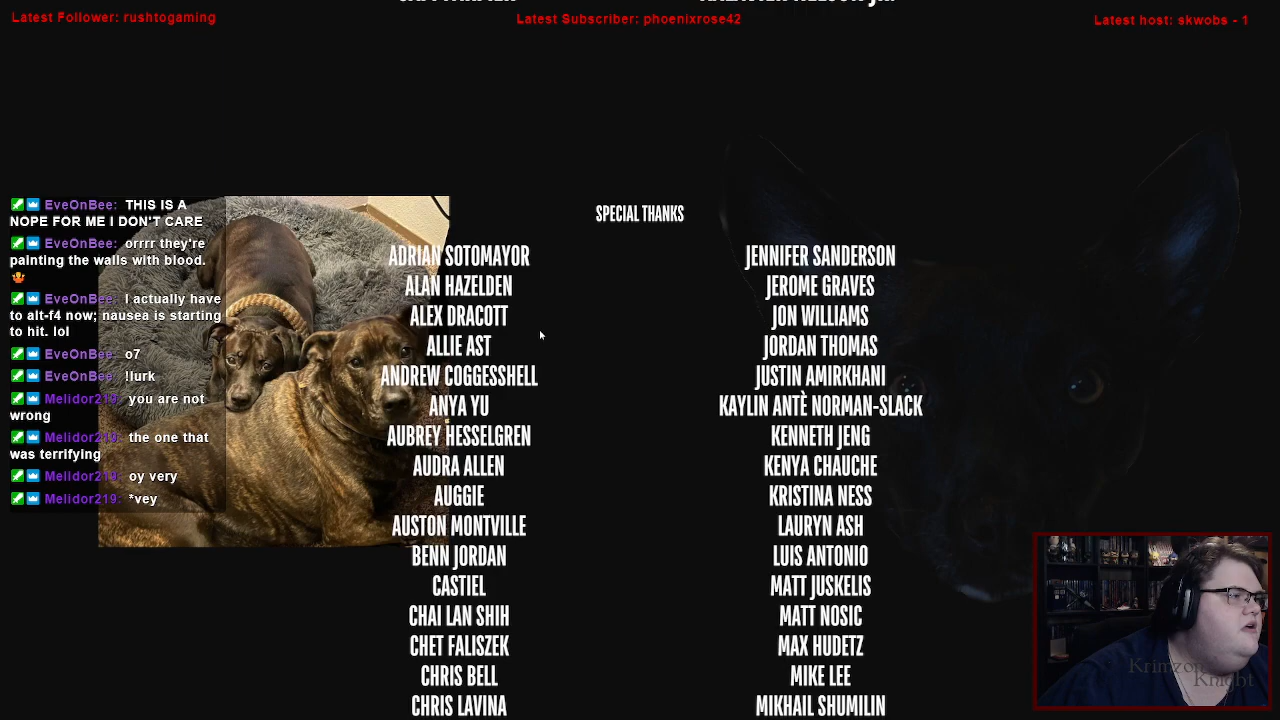 Latest Follower: rushtogaming
Latest Subscriber: phoenixrose42
Latest host: skwobs - 1
EveOnBee: THIS IS A
NOPE FOR ME I DON'T CARE
EveOnBee: orrrr they're
painting the walls with blood.
EveOnBee: I actually have
to alt-f4 now; nausea is starting
to hit. lol
EveOnBee: o7
EveOnBee: !lurk
Melidor219: you are not
wrong
Melidor219: the one that
was terrifying
Melidor219: oy very
Melidor219: *vey
SPECIAL THANKS
ADRIAN SOTOMAYOR
ALAN HAZELDEN
ALEX DRACOTT
ALLIE AST
ANDREW COGGESSHELL
ANYA YU
AUBREY HESSELGREN
AUDRA ALLEN
AUGGIE
AUSTON MONTVILLE
BENN JORDAN
CASTIEL
CHAI LAN SHIH
CHET FALISZEK
CHRIS BELL
CHRIS LAVINA
JENNIFER SANDERSON
JEROME GRAVES
JON WILLIAMS
JORDAN THOMAS
JUSTIN AMIRKHANI
KAYLIN ANTÈ NORMAN-SLACK
KENNETH JENG
KENYA CHAUCHE
KRISTINA NESS
LAURYN ASH
LUIS ANTONIO
MATT JUSKELIS
MATT NOSIC
MAX HUDETZ
MIKE LEE
MIKHAIL SHUMILIN
Krimzon
Knight